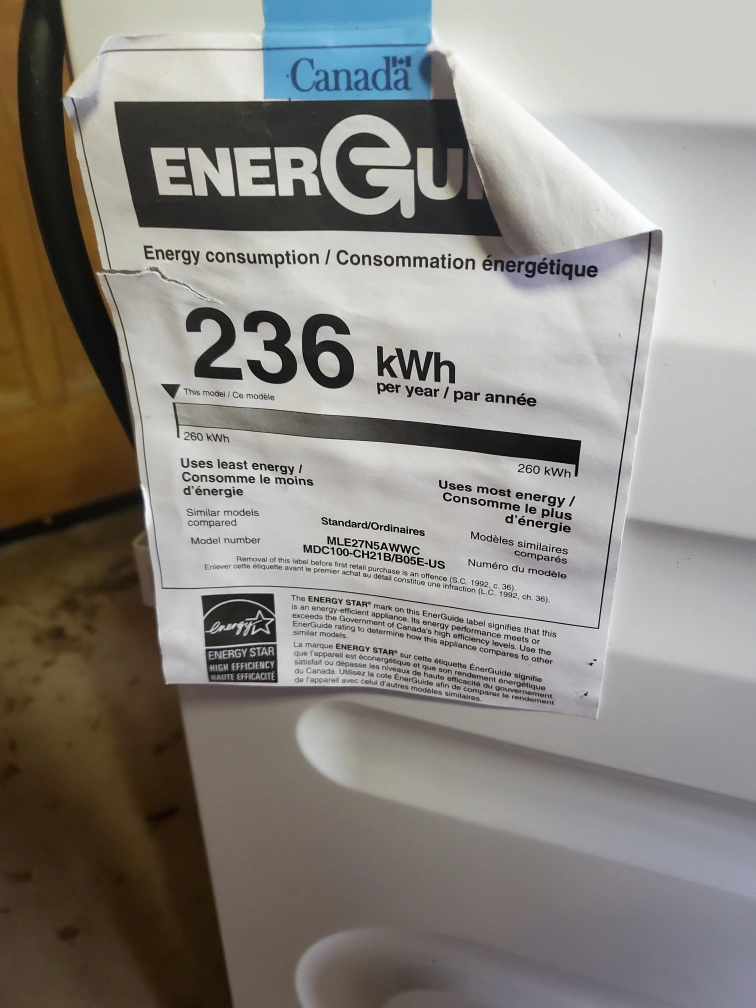 Canada
ENERGUI
Energy consumption / Consommation énergétique
236 kWh
per year / par année
This model / Ce modèle
260 kWh
260 kWh
Uses least energy /
Consomme le moins
d'énergie
Uses most energy /
Consomme le plus
d'énergie
Similar models
compared
Standard/Ordinaires
Modèles similaires
comparés
Model number
MLE27N5AWWC
MDC100-CH21B/B05E-US
Numéro du modèle
Removal of this label before first retail purchase is an offence (S.C. 1992, c. 36).
Enlever cette étiquette avant le premier achat au détail constitue une infraction (L.C. 1992, ch. 36).
energy
ENERGY STAR
HIGH EFFICIENCY
HAUTE EFFICACITÉ
The ENERGY STAR® mark on this EnerGuide label signifies that this
is an energy-efficient appliance. Its energy performance meets or
exceeds the Government of Canada's high efficiency levels. Use the
EnerGuide rating to determine how this appliance compares to other
similar models.
La marque ENERGY STAR® sur cette étiquette ÉnerGuide signifie
que l'appareil est éconergétique et que son rendement énergétique
satisfait ou dépasse les niveaux de haute efficacité du gouvernement
du Canada. Utilisez la cote ÉnerGuide afin de comparer le rendement
de l'appareil avec celui d'autres modèles similaires.